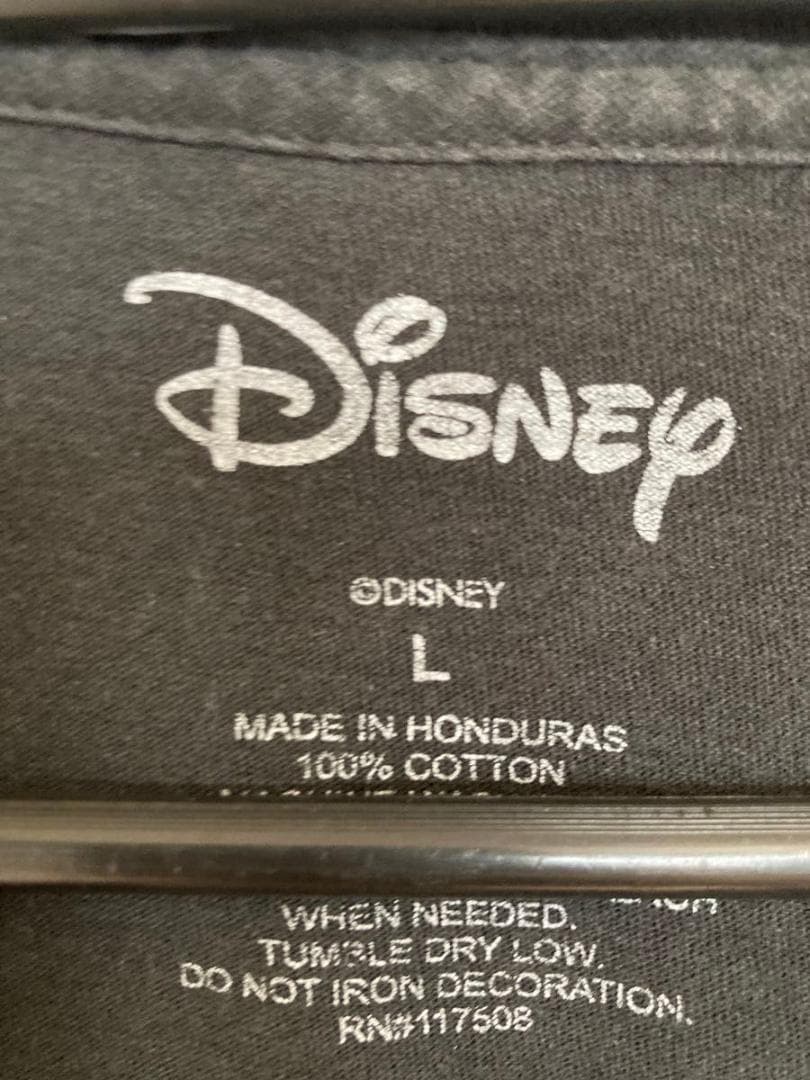 Disney
©DISNEY
L
MADE IN HONDURAS
100% COTTON
WHEN NEEDED.
TUMBLE DRY LOW.
DO NOT IRON DECORATION.
RN#117508